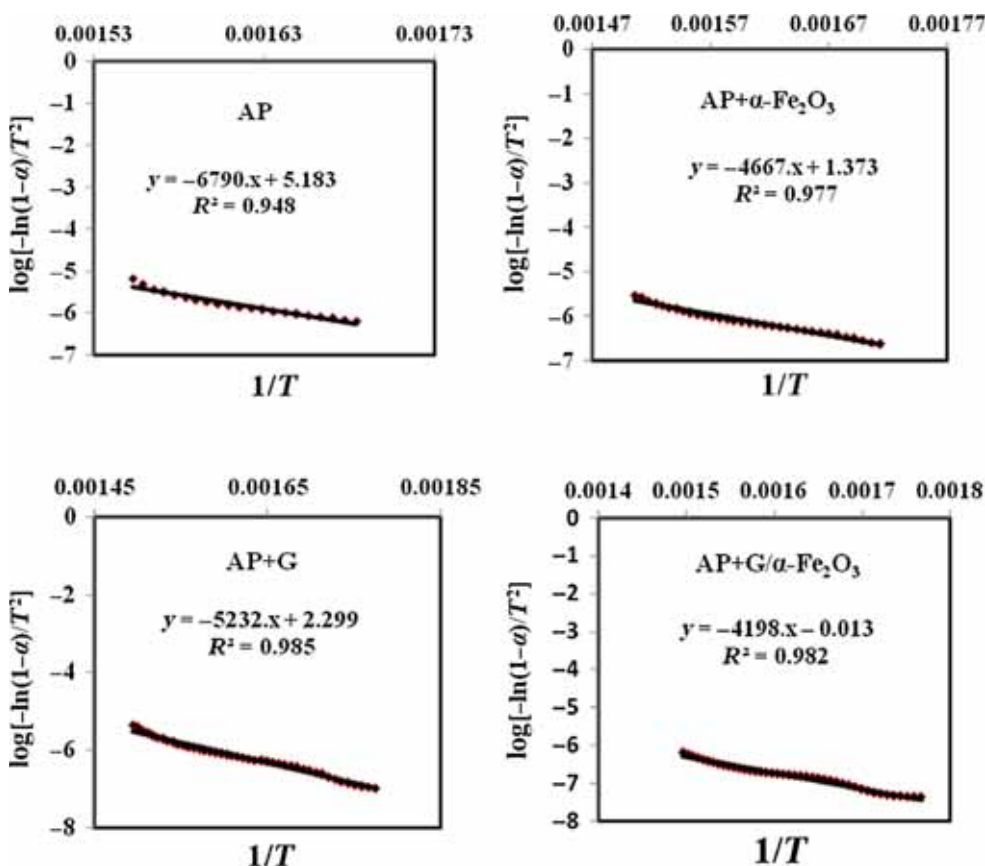 0.00153 0.00163 0.00173
0
–1
–2
–3
–4
–5
–6
–7
log[–ln(1–α)/T²]
AP
y = –6790.x + 5.183
R² = 0.948
1/T
0.00147 0.00157 0.00167 0.00177
0
–1
–2
–3
–4
–5
–6
–7
log[–ln(1–α)/T²]
AP+α-Fe₂O₃
y = –4667.x + 1.373
R² = 0.977
1/T
0.00145 0.00165 0.00185
0
–2
–4
–6
–8
log[–ln(1–α)/T²]
AP+G
y = –5232.x + 2.299
R² = 0.985
1/T
0.0014 0.0015 0.0016 0.0017 0.0018
0
–1
–2
–3
–4
–5
–6
–7
–8
log[–ln(1–α)/T²]
AP+G/α-Fe₂O₃
y = –4198.x – 0.013
R² = 0.982
1/T